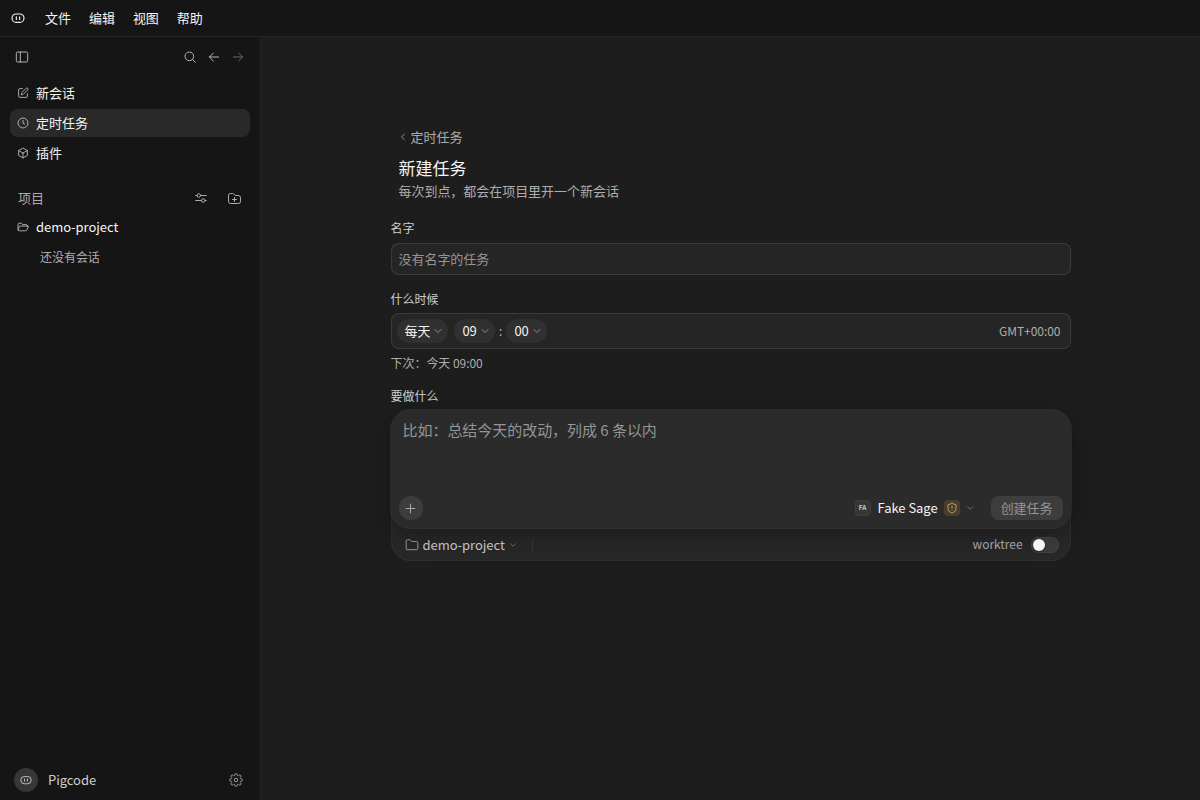 文件 编辑 视图 帮助
新会话
定时任务
插件
项目
demo-project
还没有会话
Pigcode
定时任务
新建任务
每次到点，都会在项目里开一个新会话
名字
没有名字的任务
什么时候
每天 09 : 00 GMT+00:00
下次：今天 09:00
要做什么
比如：总结今天的改动，列成 6 条以内
FA Fake Sage 创建任务
demo-project worktree